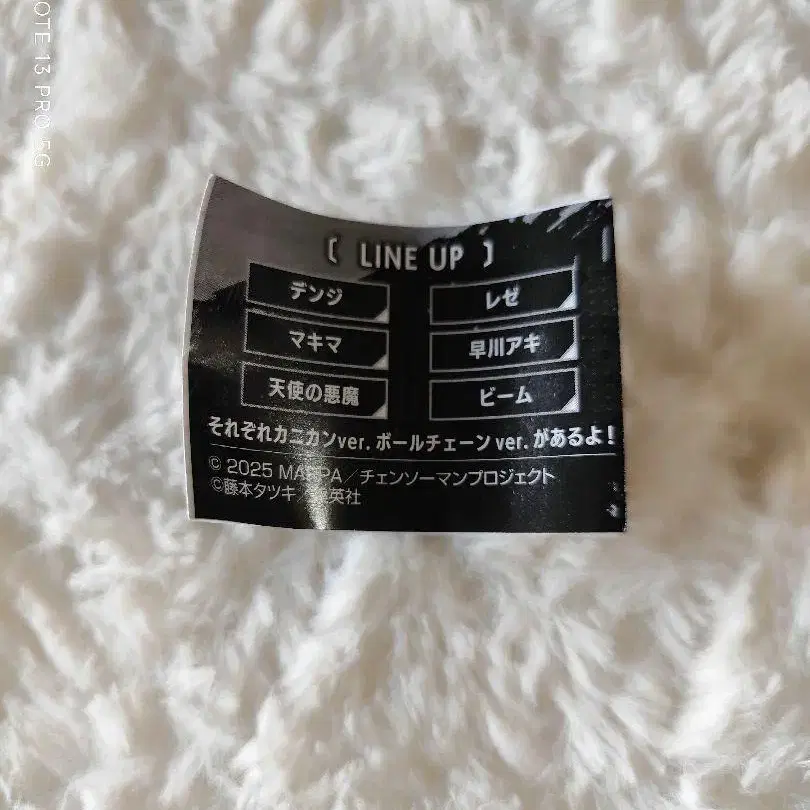 OTE 13 PRO 5G
〔 LINE UP 〕
デンジ レゼ
マキマ 早川アキ
天使の悪魔 ビーム
それぞれカニカンver. ボールチェーンver. があるよ!
© 2025 MAPPA/チェンソーマンプロジェクト
©藤本タツキ/集英社